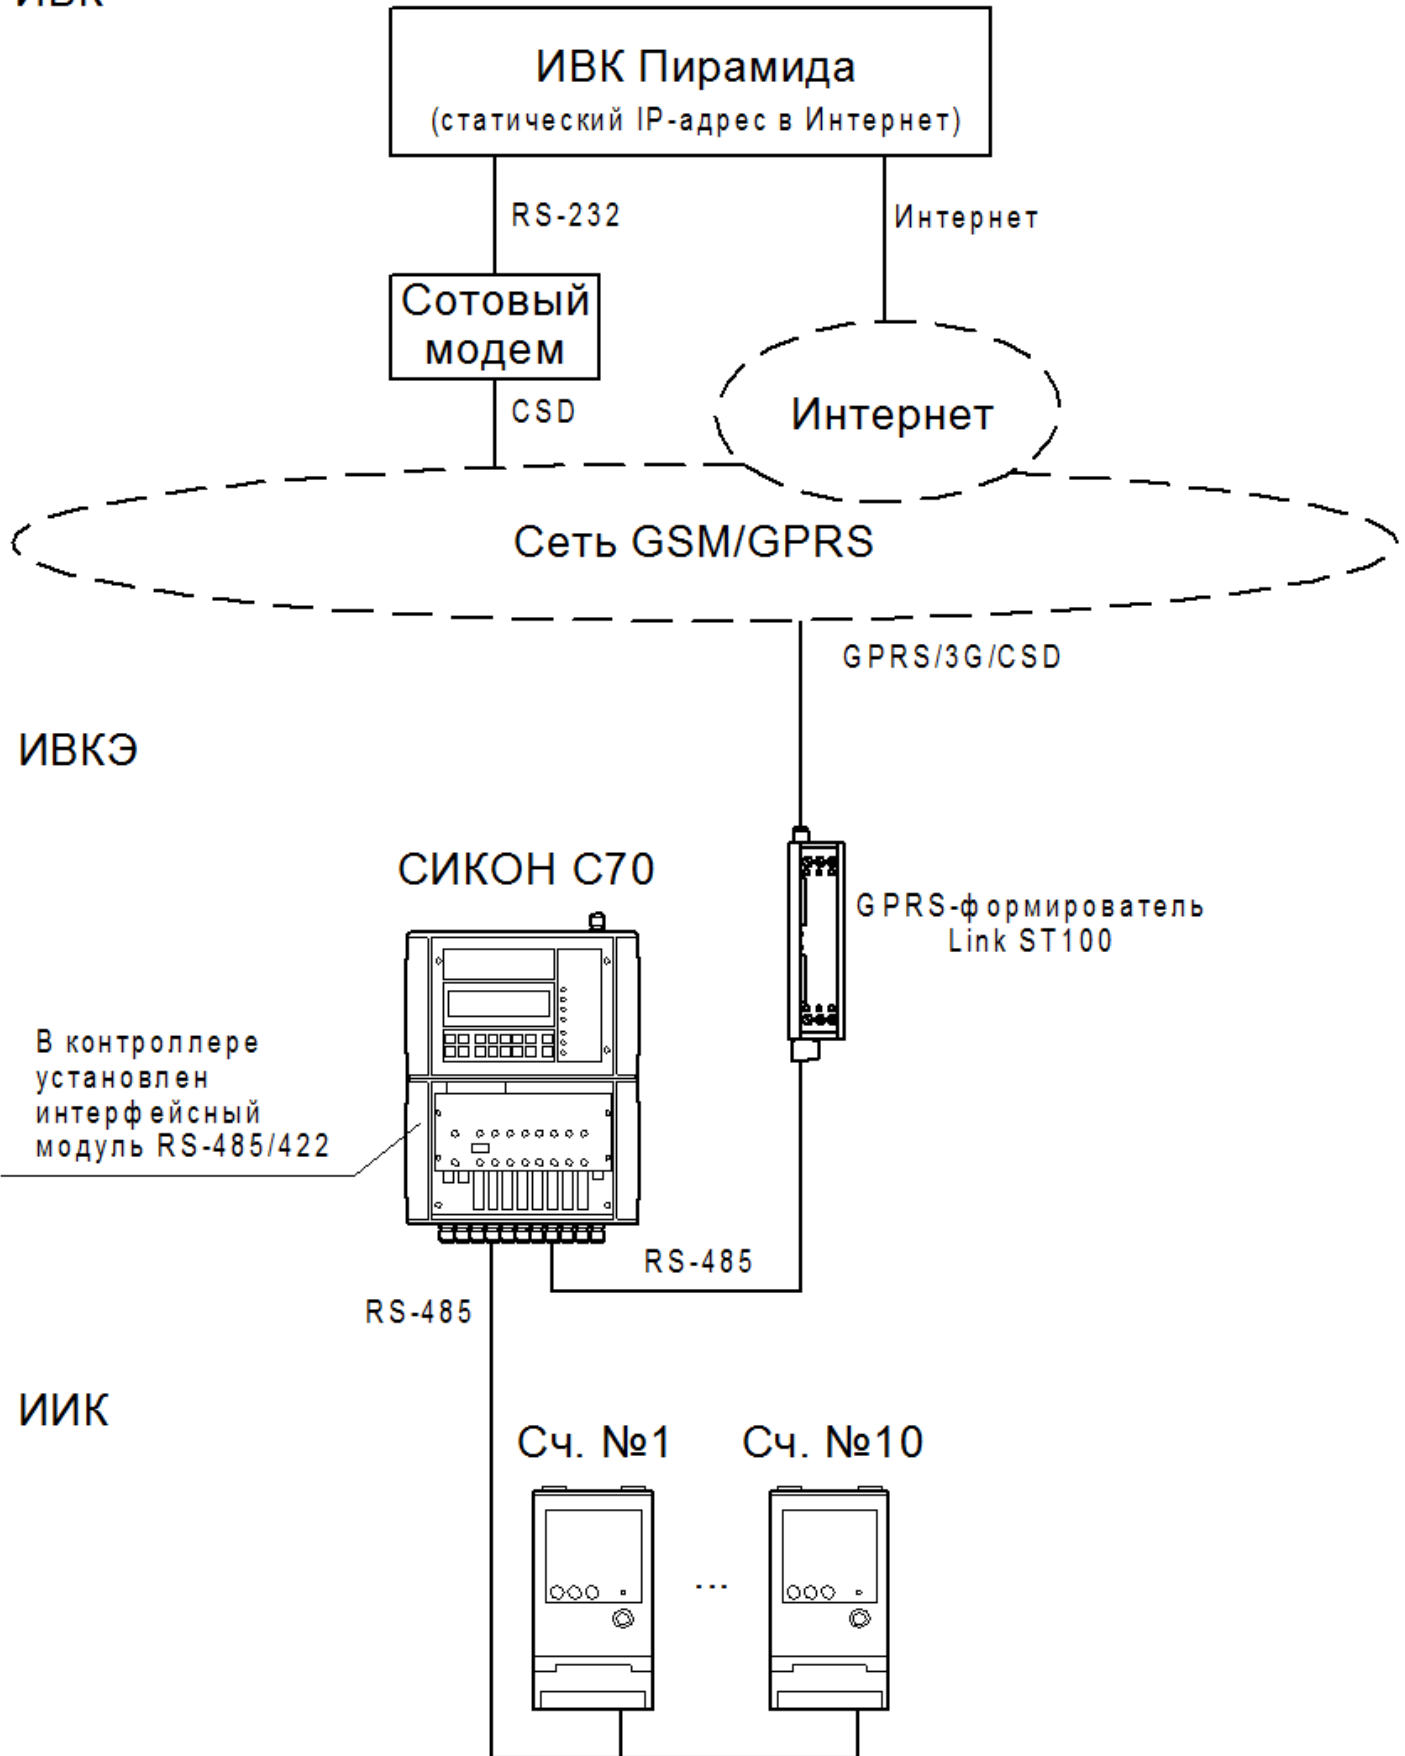 ИВК
ИВК Пирамида
(статический IP-адрес в Интернет)
RS-232
Интернет
Сотовый
модем
CSD
Интернет
Сеть GSM/GPRS
GPRS/3G/CSD
ИВКЭ
СИКОН С70
GPRS-формирователь
Link ST100
В контроллере
установлен
интерфейсный
модуль RS-485/422
RS-485
RS-485
ИИК
Сч. №1
Сч. №10
...